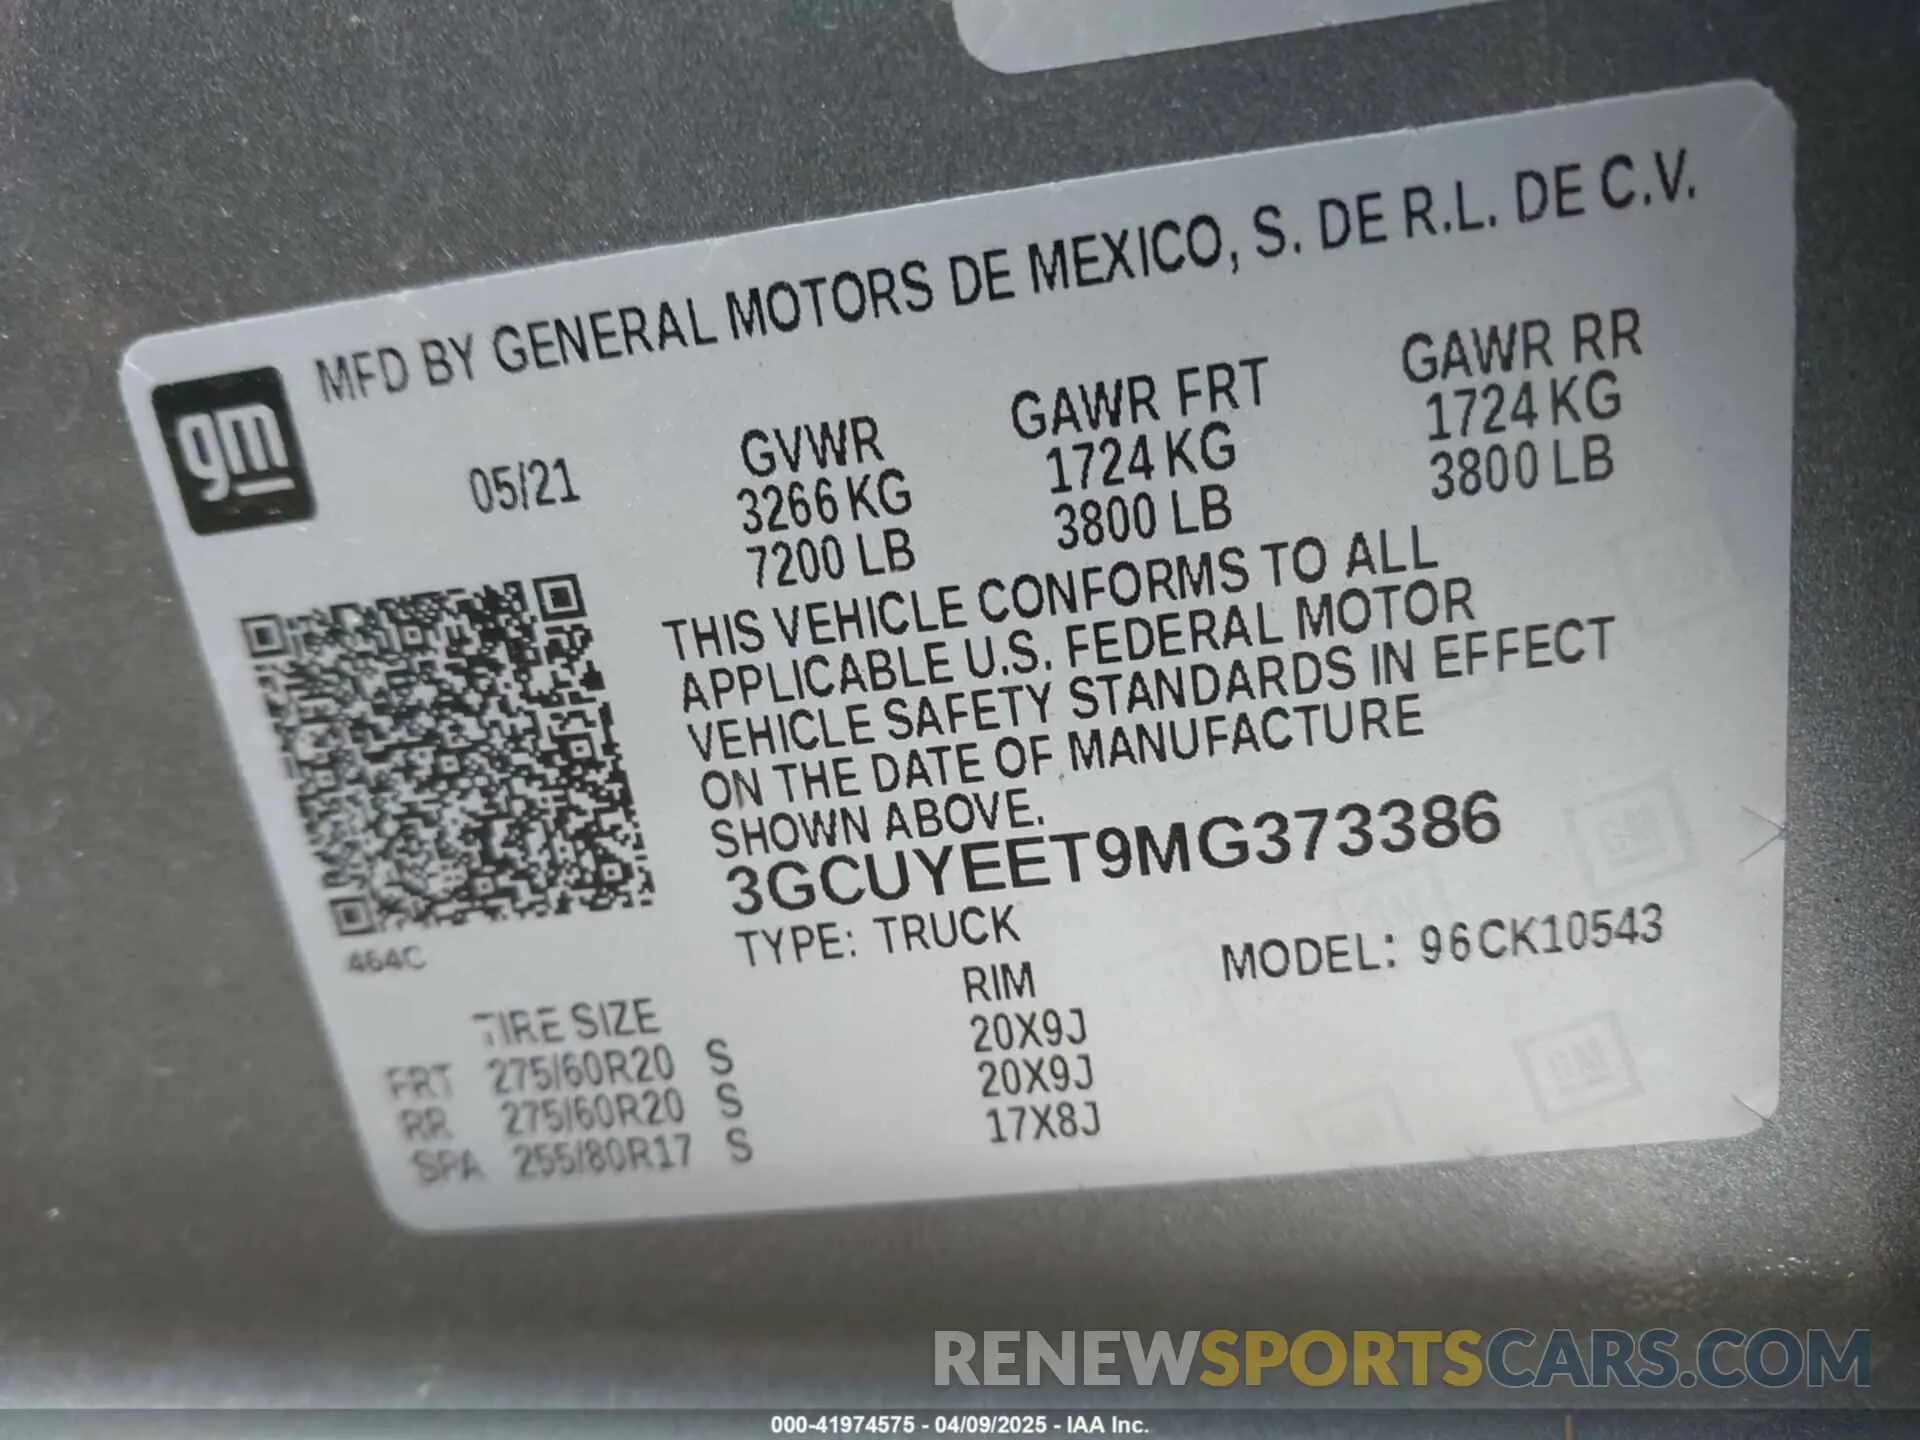 MFD BY GENERAL MOTORS DE MEXICO, S. DE R.L. DE C.V.
gm
05/21
GVWR
3266 KG
7200 LB
GAWR FRT
1724 KG
3800 LB
GAWR RR
1724 KG
3800 LB
THIS VEHICLE CONFORMS TO ALL
APPLICABLE U.S. FEDERAL MOTOR
VEHICLE SAFETY STANDARDS IN EFFECT
ON THE DATE OF MANUFACTURE
SHOWN ABOVE.
3GCUYEET9MG373386
TYPE: TRUCK
MODEL: 96CK10543
464C
TIRE SIZE RIM
FRT 275/60R20 S 20X9J
RR 275/60R20 S 20X9J
SPA 255/80R17 S 17X8J
GM
GM
GM
RENEWSPORTSCARS.COM
000-41974575 - 04/09/2025 - IAA Inc.